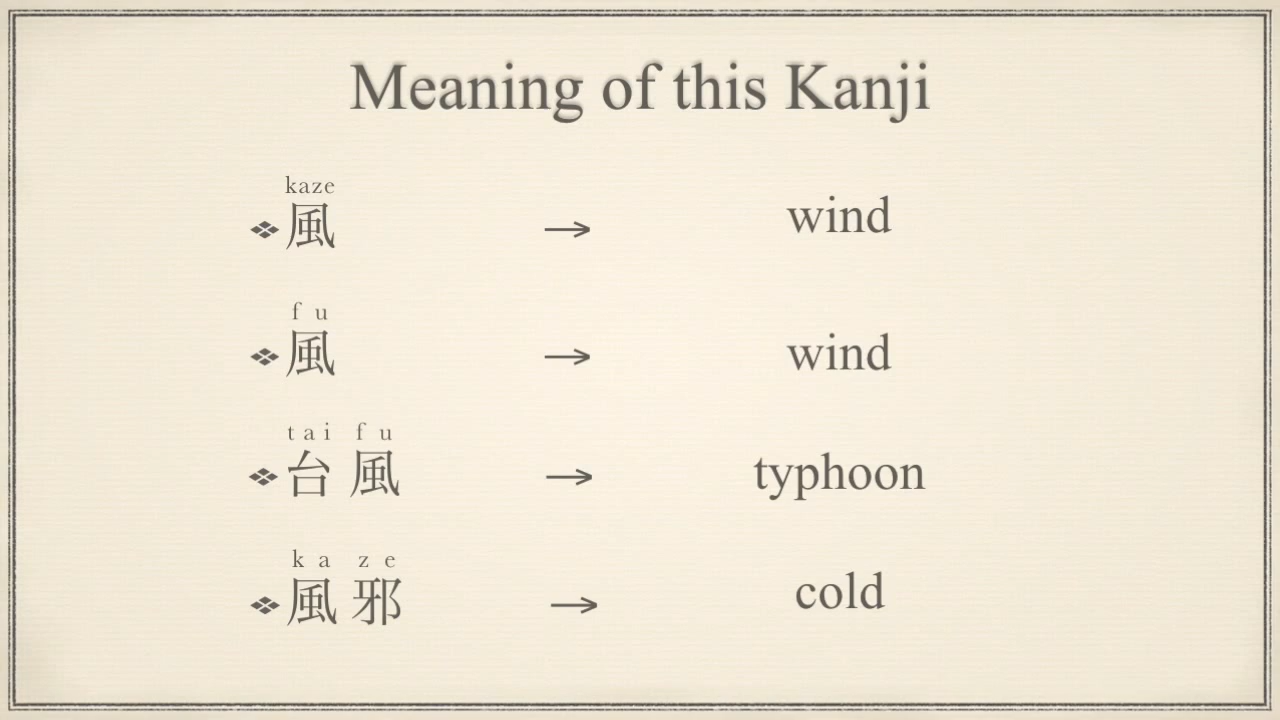 Meaning of this Kanji
kaze
❖風 → wind
fu
❖風 → wind
tai fu
❖台風 → typhoon
ka ze
❖風邪 → cold